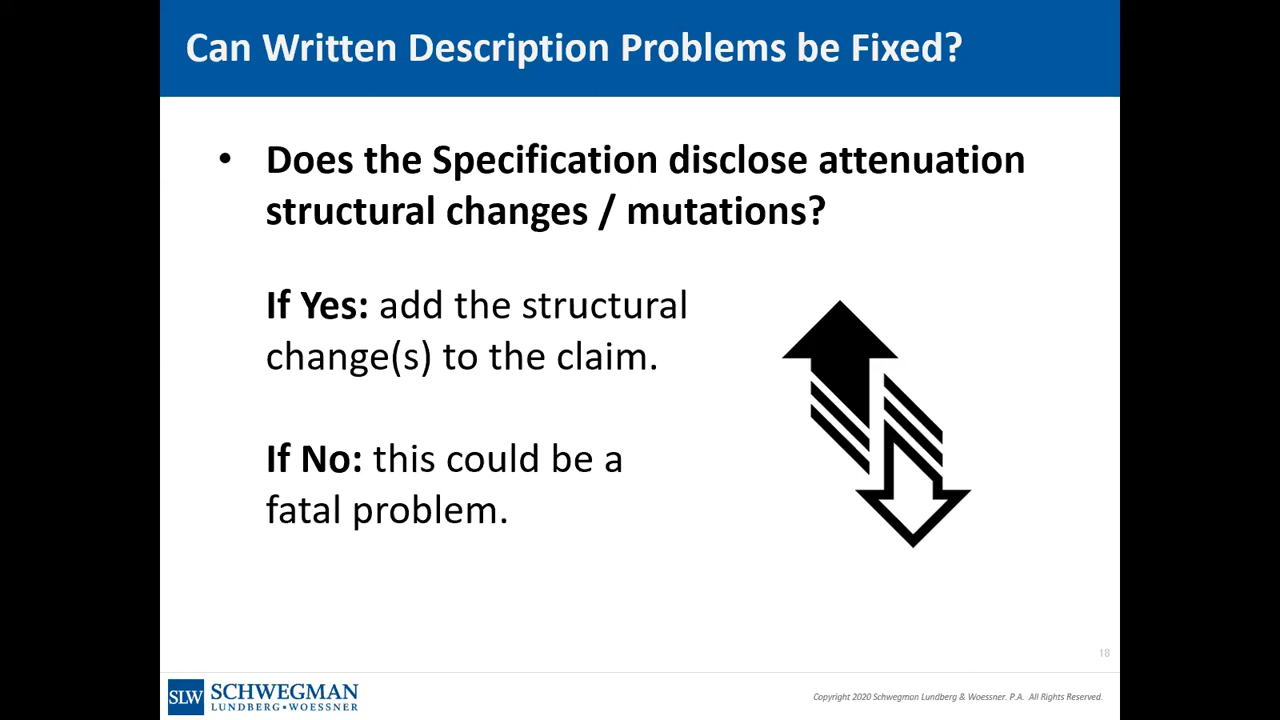 Can Written Description Problems be Fixed?
• Does the Specification disclose attenuation
structural changes / mutations?
If Yes: add the structural
change(s) to the claim.
If No: this could be a
fatal problem.
18
SLW SCHWEGMAN
LUNDBERG • WOESSNER
Copyright 2020 Schwegman Lundberg & Woessner. P.A. All Rights Reserved.